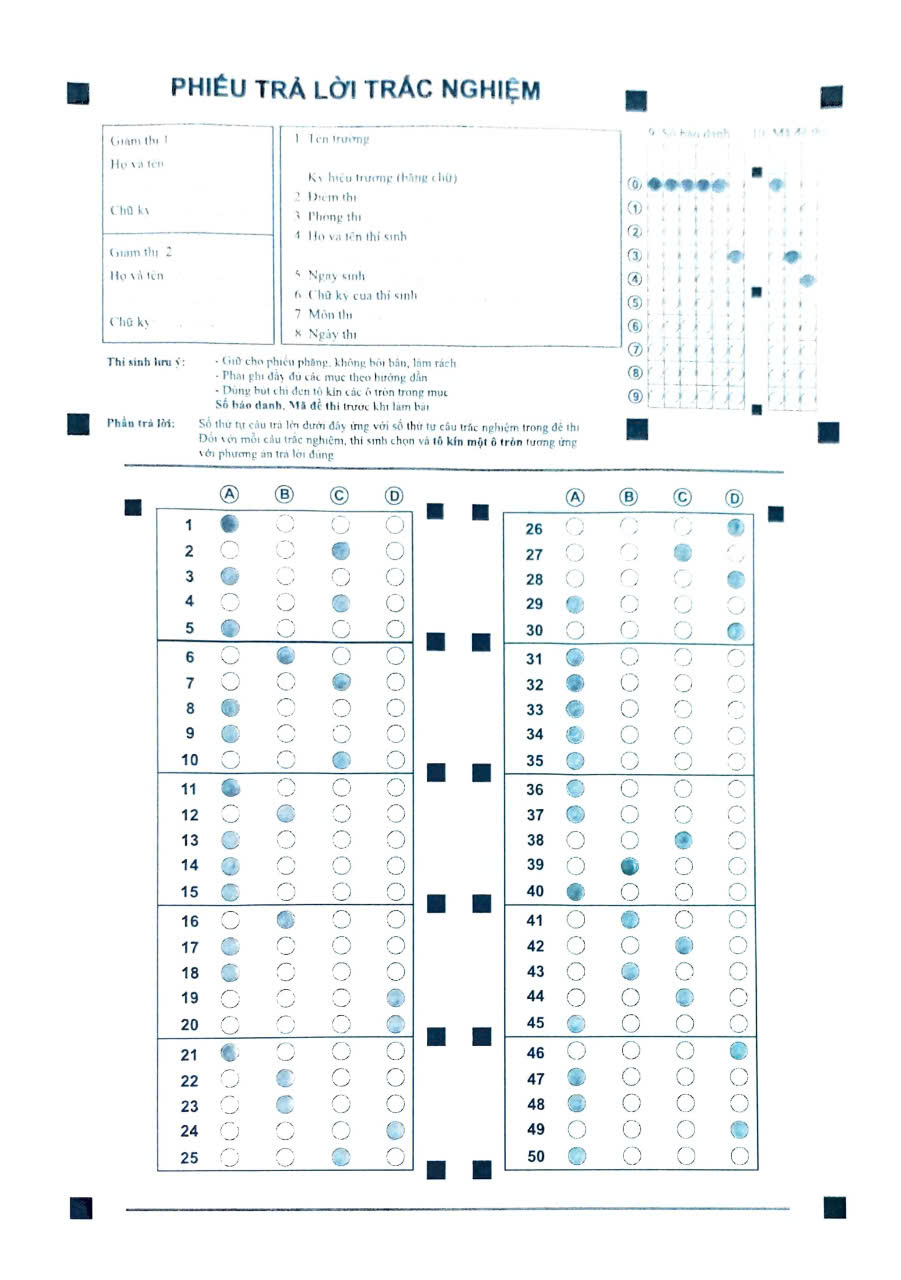 PHIẾU TRẢ LỜI TRẮC NGHIỆM
Giám thị 1
Họ và tên
Chữ ký
Giám thị 2
Họ và tên
Chữ ký
1 Tên trường
Ký hiệu trường (bằng chữ)
2 Điểm thi
3 Phòng thi
4 Họ và tên thí sinh
5 Ngày sinh
6 Chữ ký của thí sinh
7 Môn thi
8 Ngày thi
9. Số báo danh
10. Mã đề thi
0
1
2
3
4
5
6
7
8
9
Thí sinh lưu ý: - Giữ cho phiếu phẳng, không bôi bẩn, làm rách
- Phải ghi đầy đủ các mục theo hướng dẫn
- Dùng bút chì đen tô kín các ô tròn trong mục
Số báo danh, Mã đề thi trước khi làm bài
Phần trả lời: Số thứ tự câu trả lời dưới đây ứng với số thứ tự câu trắc nghiệm trong đề thi
Đối với mỗi câu trắc nghiệm, thí sinh chọn và tô kín một ô tròn tương ứng
với phương án trả lời đúng
A B C D
1
2
3
4
5
6
7
8
9
10
11
12
13
14
15
16
17
18
19
20
21
22
23
24
25
A B C D
26
27
28
29
30
31
32
33
34
35
36
37
38
39
40
41
42
43
44
45
46
47
48
49
50